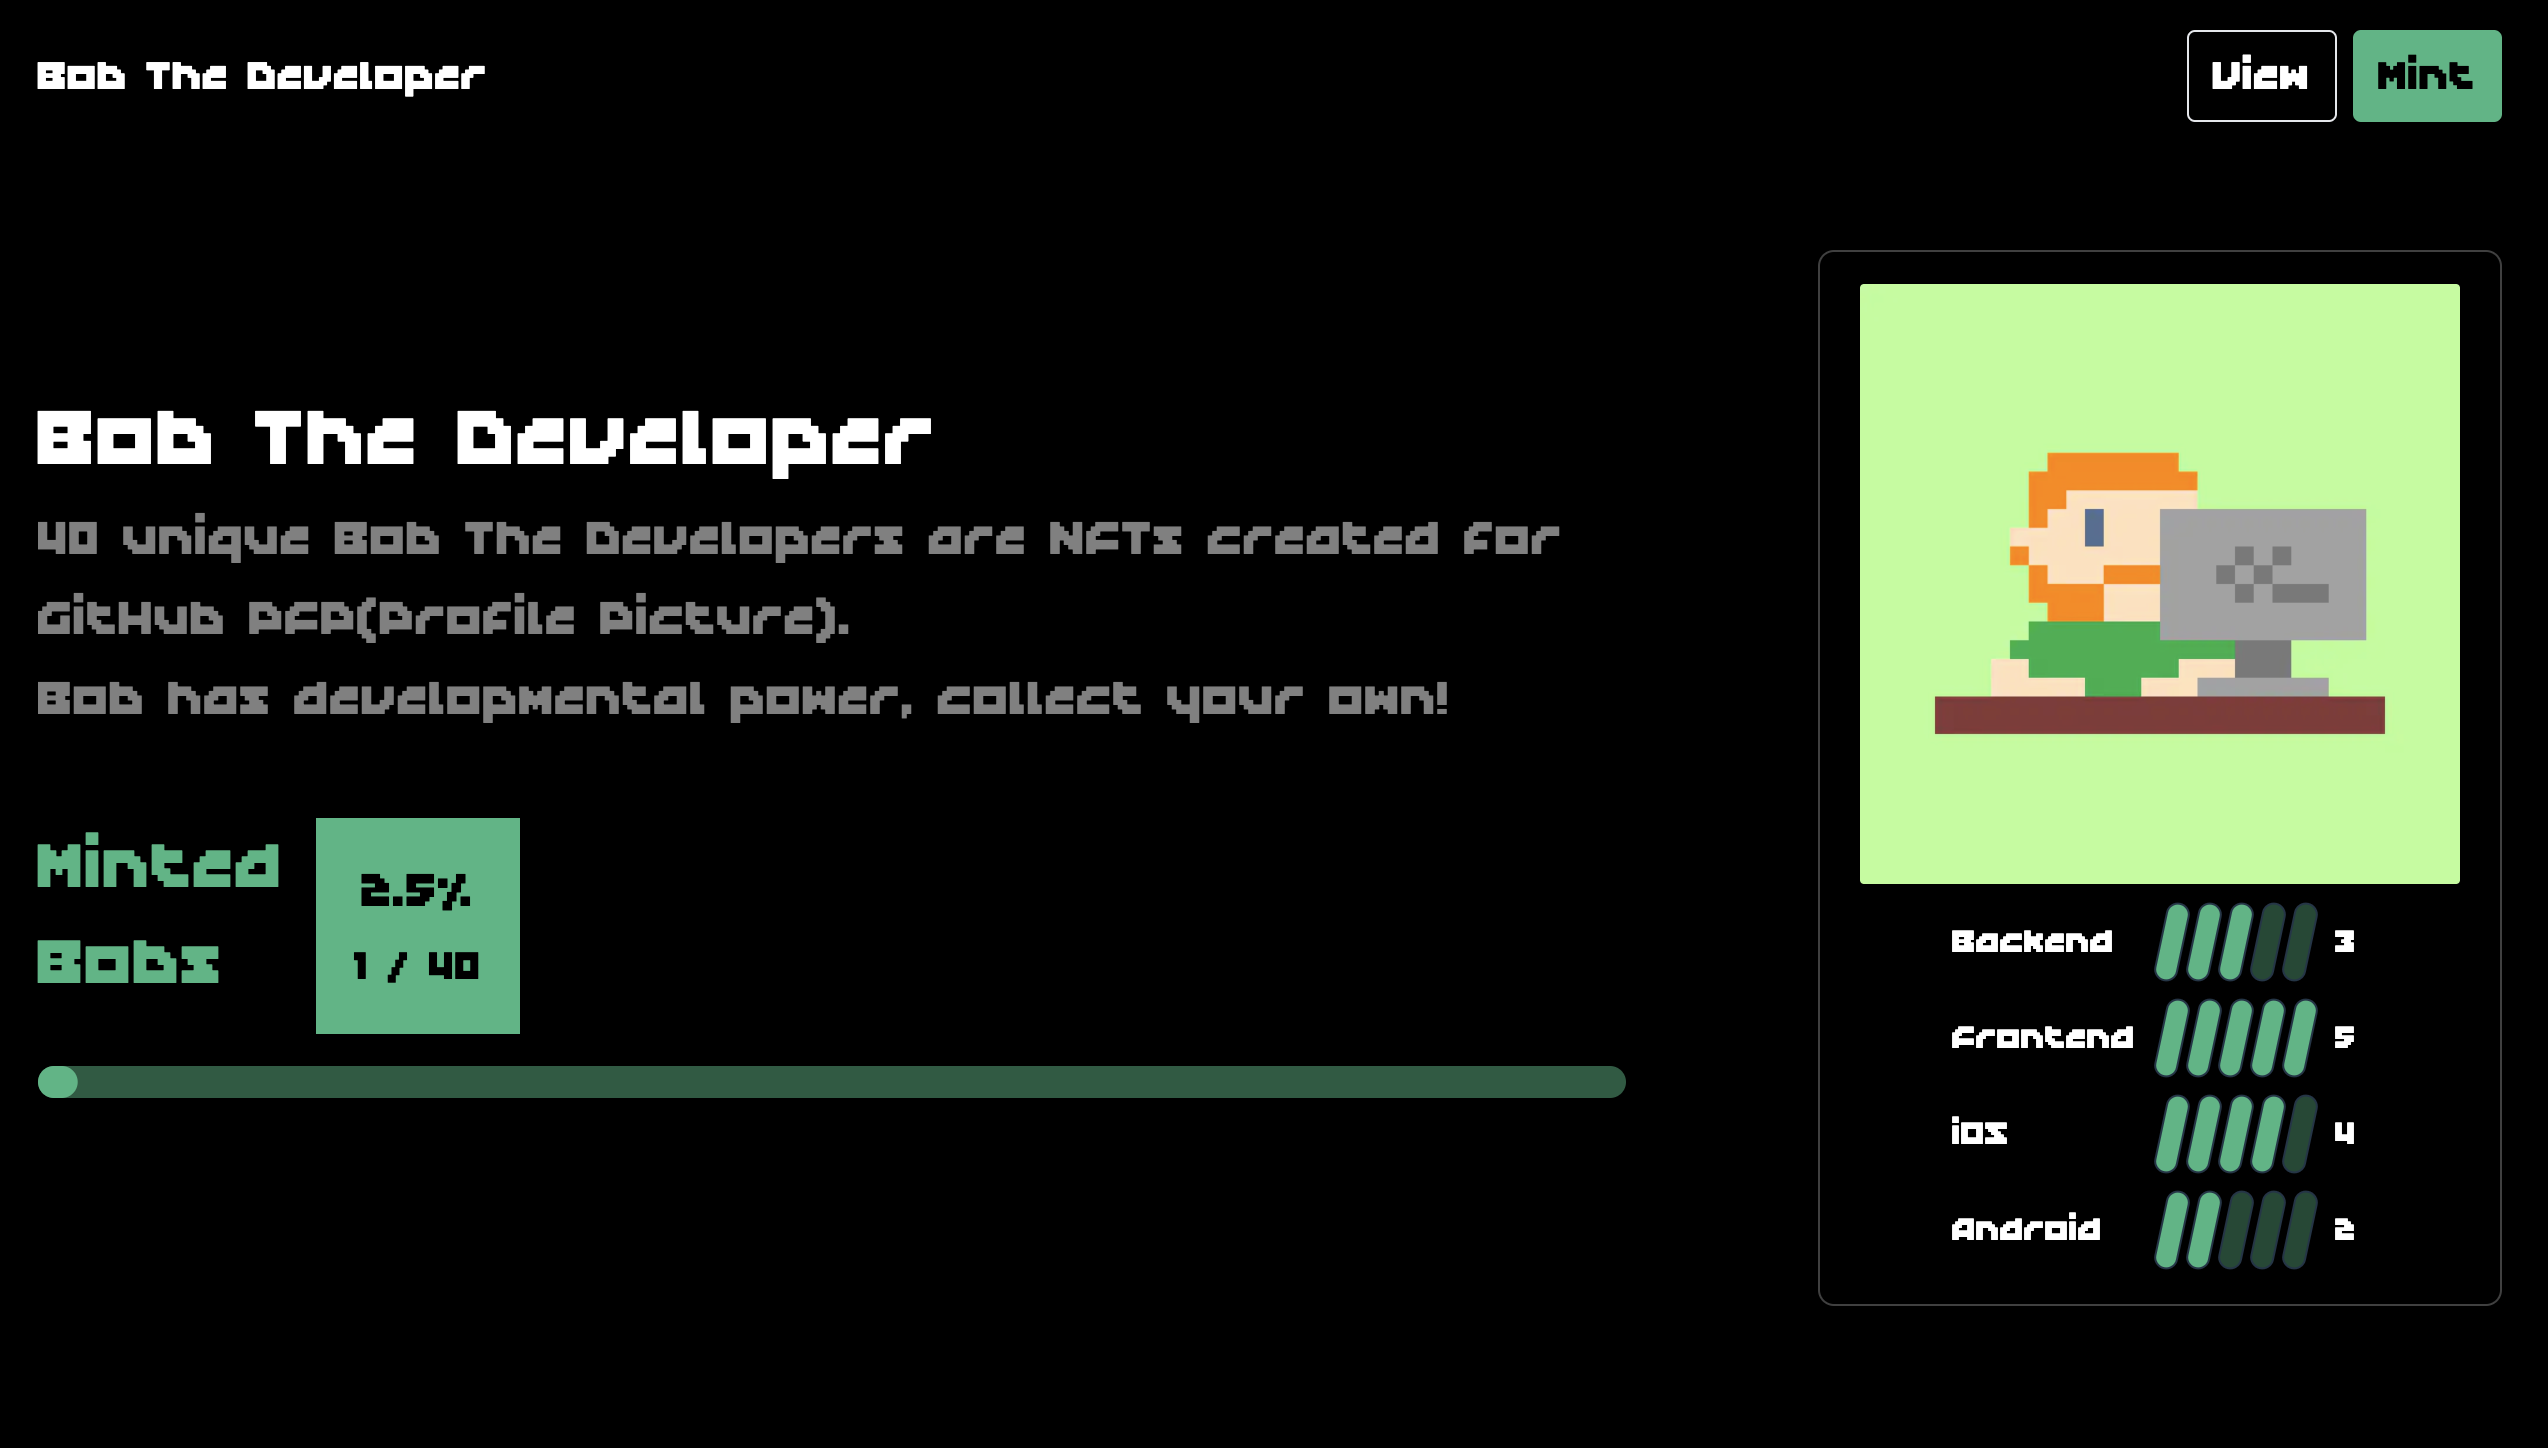 Bob The Developer
View
Mint
Bob The Developer
40 unique Bob The Developers are NFTs created for
GitHub PFP(Profile Picture).
Bob has developmental power, collect your own!
Minted
Bobs
2.5%
1 / 40
Backend 3
Frontend 5
iOS 4
Android 2